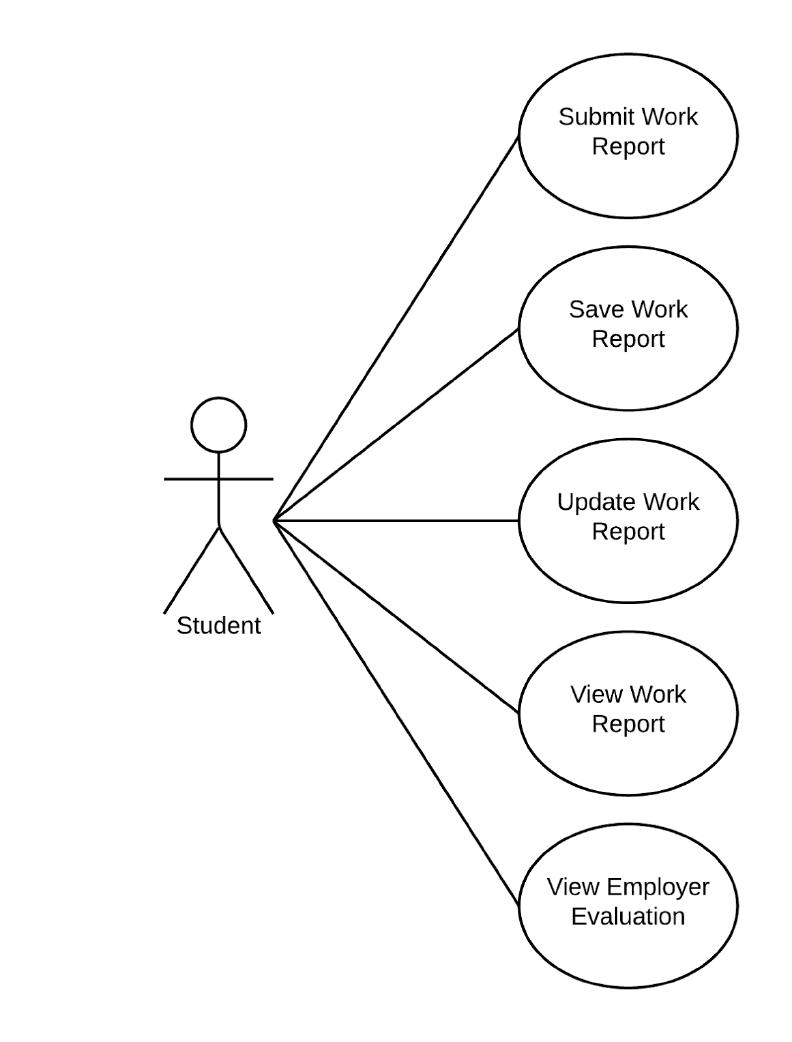 Submit Work
Report
Save Work
Report
Update Work
Report
Student
View Work
Report
View Employer
Evaluation